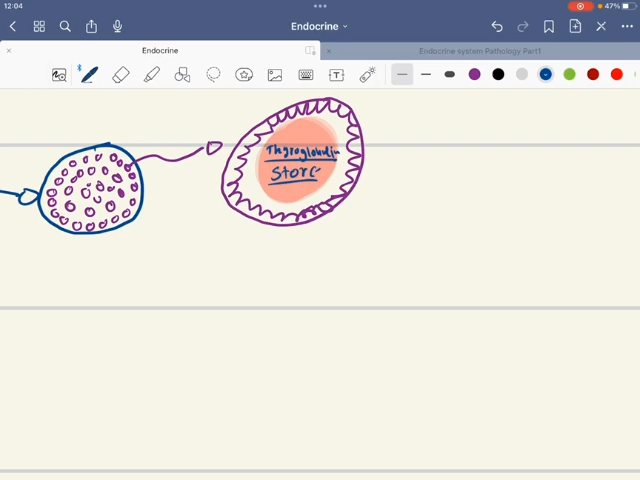 12:04
47%
Endocrine
Endocrine
Endocrine system Pathology Part1
Thyroglobulin
Store